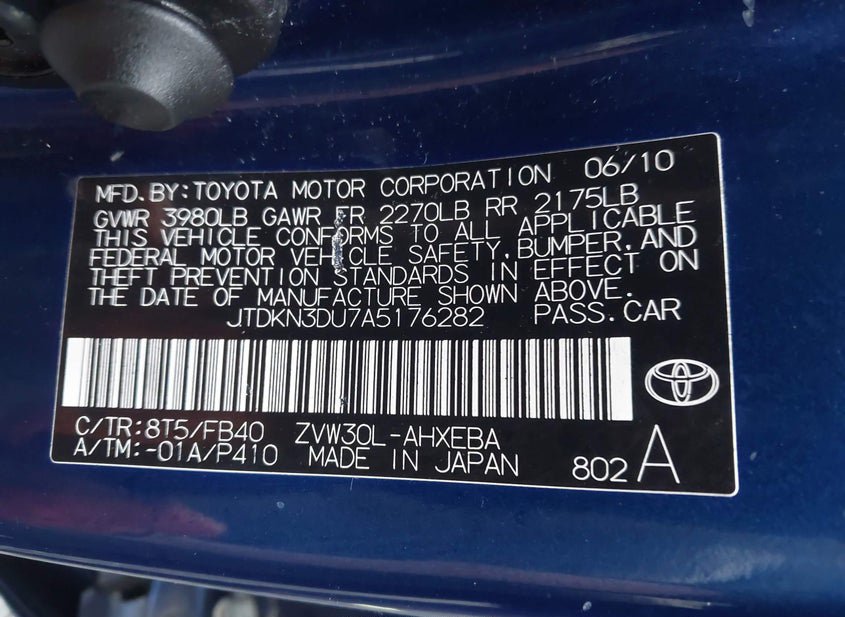 MFD. BY: TOYOTA MOTOR CORPORATION 06/10
GVWR 3980LB GAWR FR 2270LB RR 2175LB
THIS VEHICLE CONFORMS TO ALL APPLICABLE
FEDERAL MOTOR VEHICLE SAFETY, BUMPER, AND
THEFT PREVENTION STANDARDS IN EFFECT ON
THE DATE OF MANUFACTURE SHOWN ABOVE.
JTDKN3DU7A5176282 PASS. CAR
C/TR:8T5/FB40 ZVW30L-AHXEBA
A/TM:-01A/P410 MADE IN JAPAN 802 A